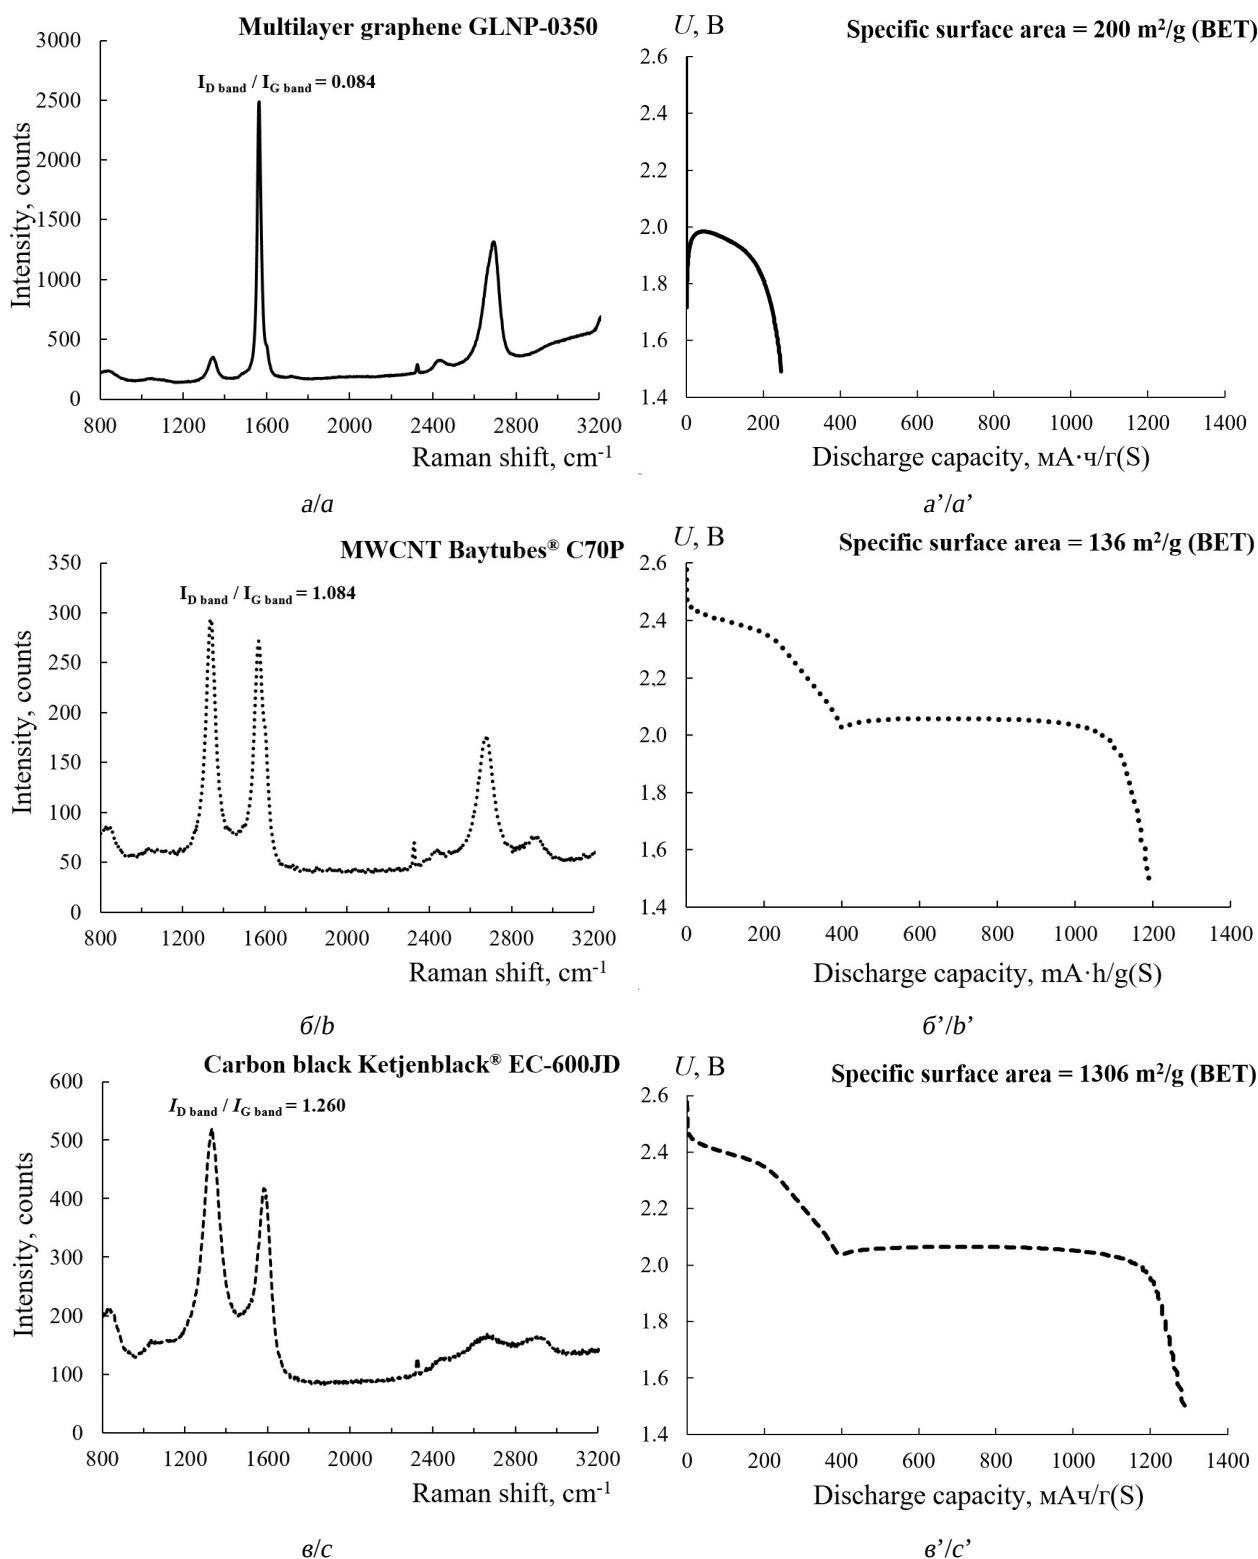 Multilayer graphene GLNP-0350
I_D band / I_G band = 0.084
Intensity, counts
3000
2500
2000
1500
1000
500
0
800 1200 1600 2000 2400 2800 3200
Raman shift, cm⁻¹
а/a
U, В
Specific surface area = 200 m²/g (BET)
2.6
2.4
2.2
2.0
1.8
1.6
1.4
0 200 400 600 800 1000 1200 1400
Discharge capacity, мА·ч/г(S)
а’/a’
MWCNT Baytubes® C70P
I_D band / I_G band = 1.084
Intensity, counts
350
300
250
200
150
100
50
0
800 1200 1600 2000 2400 2800 3200
Raman shift, cm⁻¹
б/b
U, В
Specific surface area = 136 m²/g (BET)
2.6
2.4
2,2
2.0
1.8
1.6
1.4
0 200 400 600 800 1000 1200 1400
Discharge capacity, mA·h/g(S)
б’/b’
Carbon black Ketjenblack® EC-600JD
I_D band / I_G band = 1.260
Intensity, counts
600
500
400
300
200
100
0
800 1200 1600 2000 2400 2800 3200
Raman shift, cm⁻¹
в/c
U, В
Specific surface area = 1306 m²/g (BET)
2.6
2.4
2.2
2.0
1.8
1.6
1.4
0 200 400 600 800 1000 1200 1400
Discharge capacity, мАч/г(S)
в’/c’